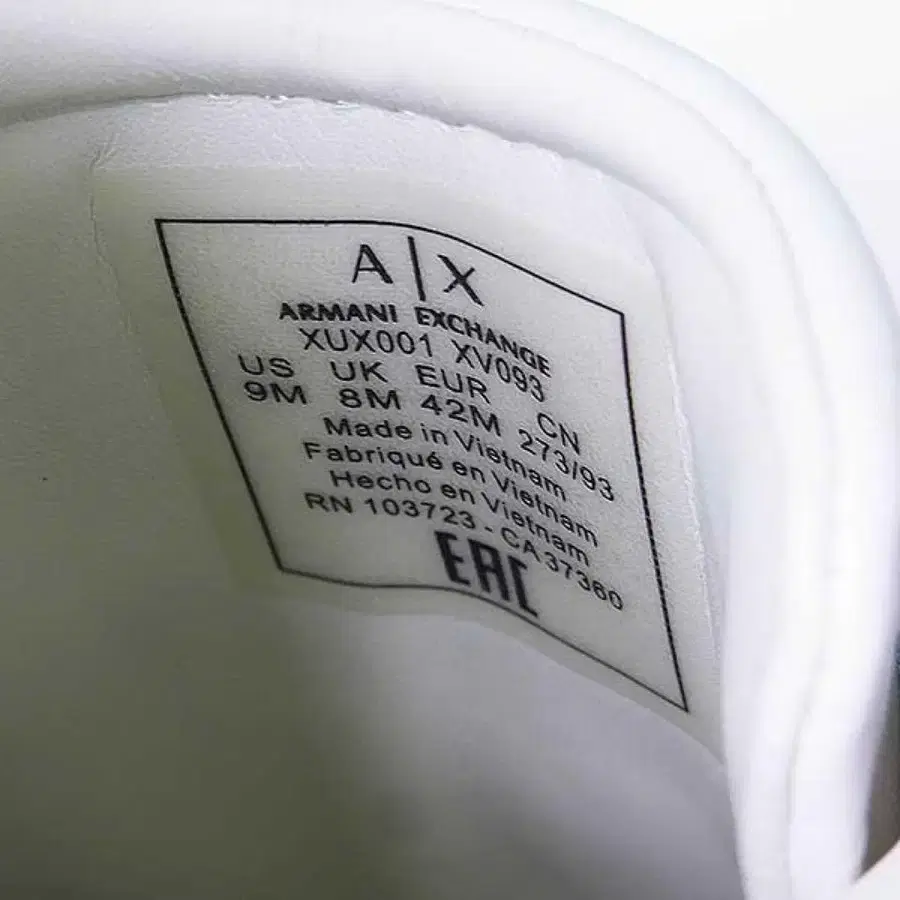 A|X
ARMANI EXCHANGE
XUX001 XV093
US UK EUR CN
9M 8M 42M 273/93
Made in Vietnam
Fabriqué en Vietnam
Hecho en Vietnam
RN 103723 - CA 37360
EAC